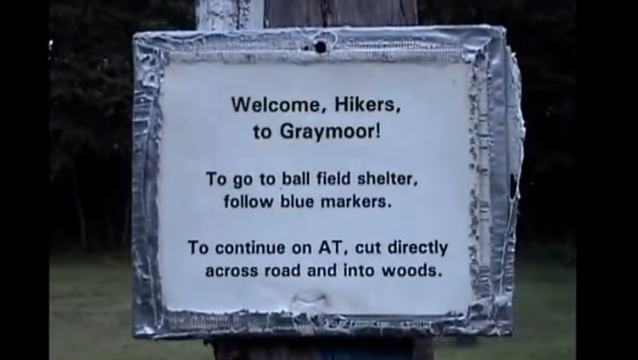 Welcome, Hikers,
to Graymoor!
To go to ball field shelter,
follow blue markers.
To continue on AT, cut directly
across road and into woods.